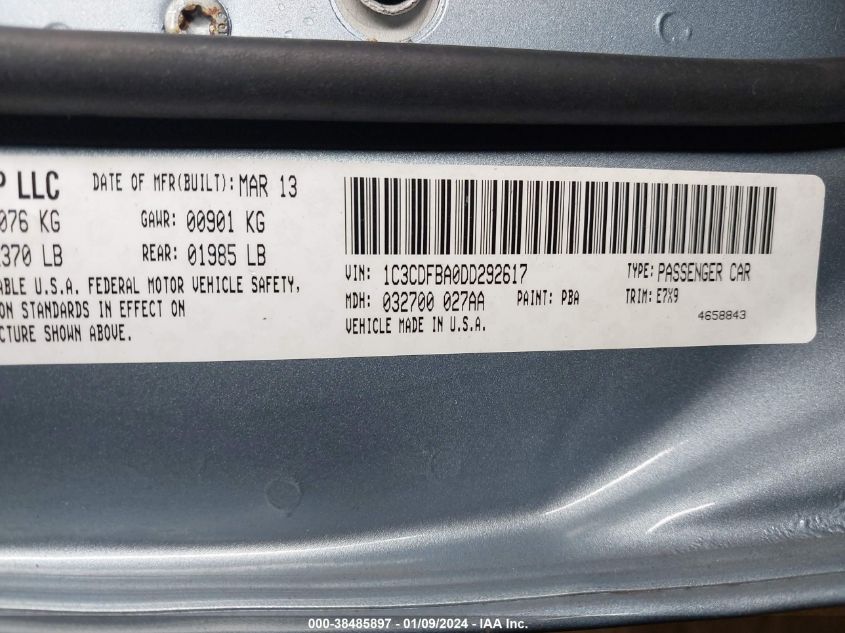 P LLC DATE OF MFR(BUILT): MAR 13
076 KG GAWR: 00901 KG
370 LB REAR: 01985 LB
ABLE U.S.A. FEDERAL MOTOR VEHICLE SAFETY,
ON STANDARDS IN EFFECT ON
CTURE SHOWN ABOVE.
VIN: 1C3CDFBA0DD292617 TYPE: PASSENGER CAR
MDH: 032700 027AA PAINT: PBA TRIM: E7X9
VEHICLE MADE IN U.S.A. 4658843
000-38485897 - 01/09/2024 - IAA Inc.